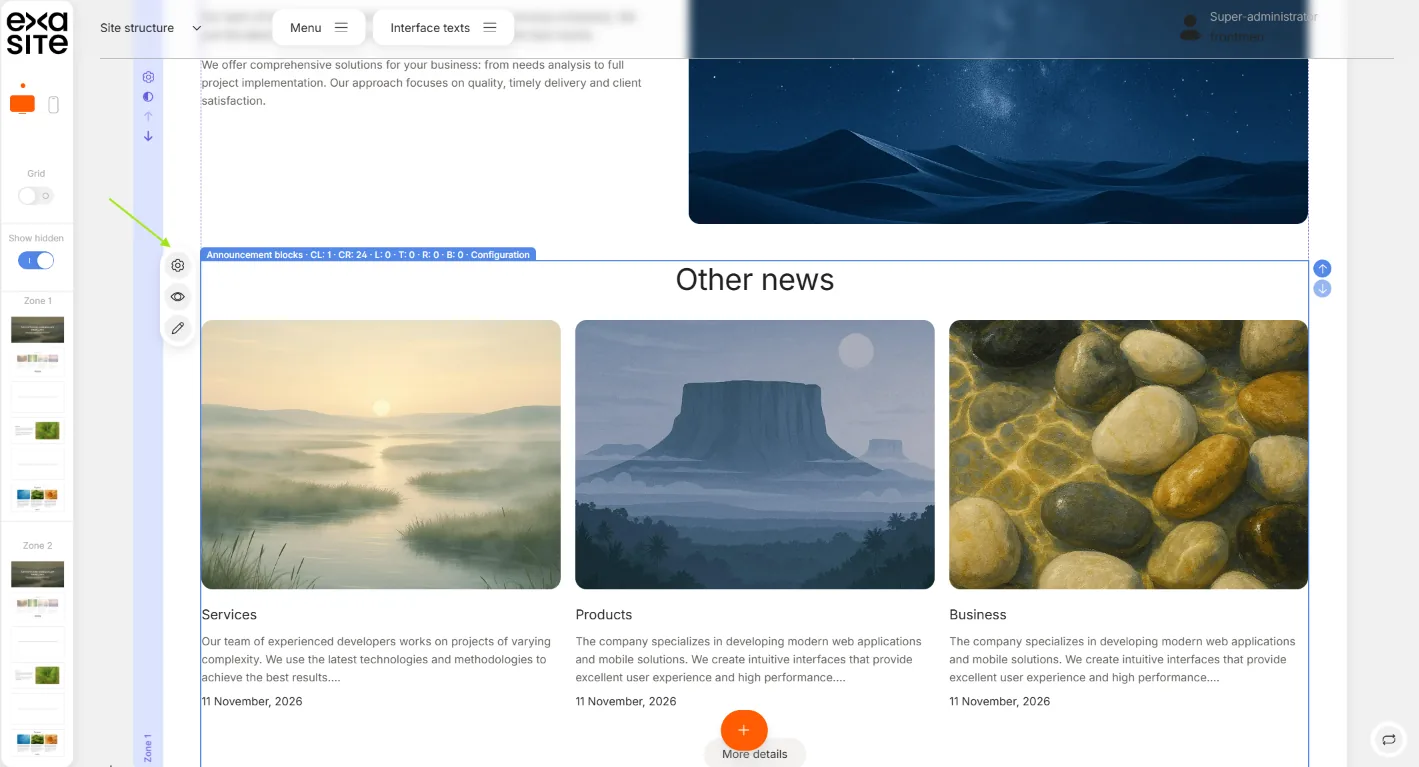 exa
SITE
Site structure
Menu
Interface texts
Super-administrator
frontmen
We offer comprehensive solutions for your business: from needs analysis to full
project implementation. Our approach focuses on quality, timely delivery and client
satisfaction.
Grid
Show hidden
Zone 1
Announcement blocks · CL: 1 · CR: 24 · L: 0 · T: 0 · R: 0 · B: 0 · Configuration
Other news
Services
Our team of experienced developers works on projects of varying
complexity. We use the latest technologies and methodologies to
achieve the best results....
11 November, 2026
Products
The company specializes in developing modern web applications
and mobile solutions. We create intuitive interfaces that provide
excellent user experience and high performance....
11 November, 2026
Business
The company specializes in developing modern web applications
and mobile solutions. We create intuitive interfaces that provide
excellent user experience and high performance....
11 November, 2026
More details
Zone 2
Zone 1